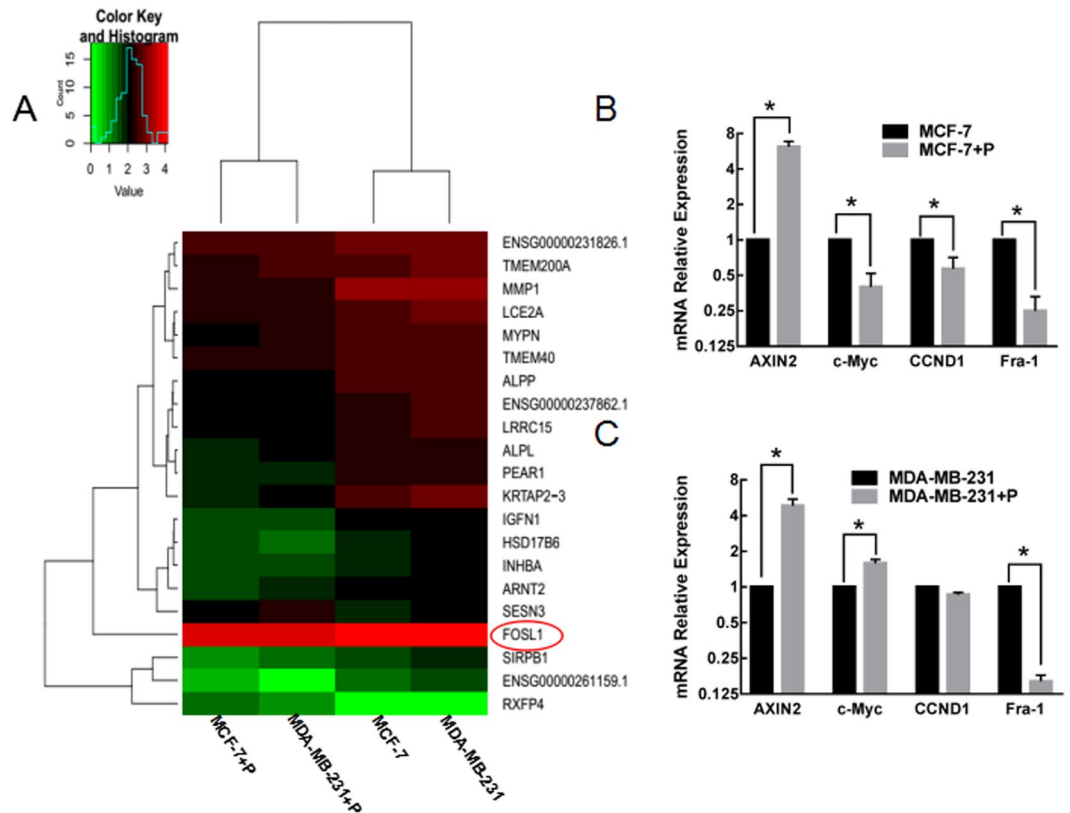 A
Color Key
and Histogram
Count
0 5 10 15
0 1 2 3 4
Value
ENSG00000231826.1
TMEM200A
MMP1
LCE2A
MYPN
TMEM40
ALPP
ENSG00000237862.1
LRRC15
ALPL
PEAR1
KRTAP2−3
IGFN1
HSD17B6
INHBA
ARNT2
SESN3
FOSL1
SIRPB1
ENSG00000261159.1
RXFP4
MCF-7+P
MDA-MB-231+P
MCF-7
MDA-MB-231
B
mRNA Relative Expression
8
4
2
1
0.5
0.25
0.125
MCF-7
MCF-7+P
* * * *
AXIN2 c-Myc CCND1 Fra-1
C
mRNA Relative Expression
8
4
2
1
0.5
0.25
0.125
MDA-MB-231
MDA-MB-231+P
* * *
AXIN2 c-Myc CCND1 Fra-1